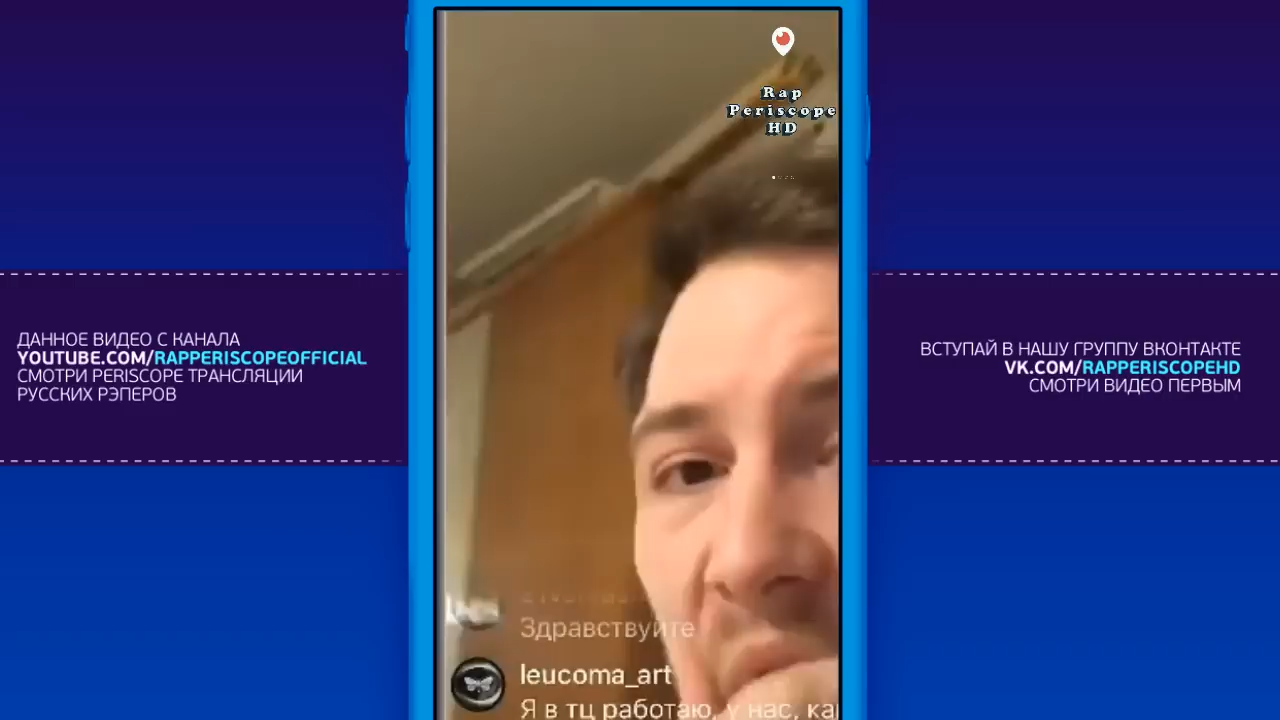 Rap
Periscope
HD
ДАННОЕ ВИДЕО С КАНАЛА
YOUTUBE.COM/RAPPERISCOPEOFFICIAL
СМОТРИ PERISCOPE ТРАНСЛЯЦИИ
РУССКИХ РЭПЕРОВ
ВСТУПАЙ В НАШУ ГРУППУ ВКОНТАКТЕ
VK.COM/RAPPERISCOPEHD
СМОТРИ ВИДЕО ПЕРВЫМ
Здравствуйте
leucoma_art
Я в тц работаю, у нас, ка